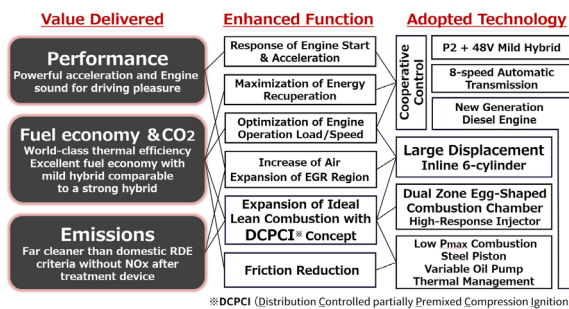 Value Delivered
Enhanced Function
Adopted Technology
Performance
Powerful acceleration and Engine
sound for driving pleasure
Fuel economy &CO2
World-class thermal efficiency
Excellent fuel economy with
mild hybrid comparable
to a strong hybrid
Emissions
Far cleaner than domestic RDE
criteria without NOx after
treatment device
Response of Engine Start
& Acceleration
Maximization of Energy
Recuperation
Optimization of Engine
Operation Load/Speed
Increase of Air
Expansion of EGR Region
Expansion of Ideal
Lean Combustion with
DCPCI※ Concept
Friction Reduction
Cooperative
Control
P2 + 48V Mild Hybrid
8-speed Automatic
Transmission
New Generation
Diesel Engine
Large Displacement
Inline 6-cylinder
Dual Zone Egg-Shaped
Combustion Chamber
High-Response Injector
Low Pmax Combustion
Steel Piston
Variable Oil Pump
Thermal Management
※DCPCI (Distribution Controlled partially Premixed Compression Ignition